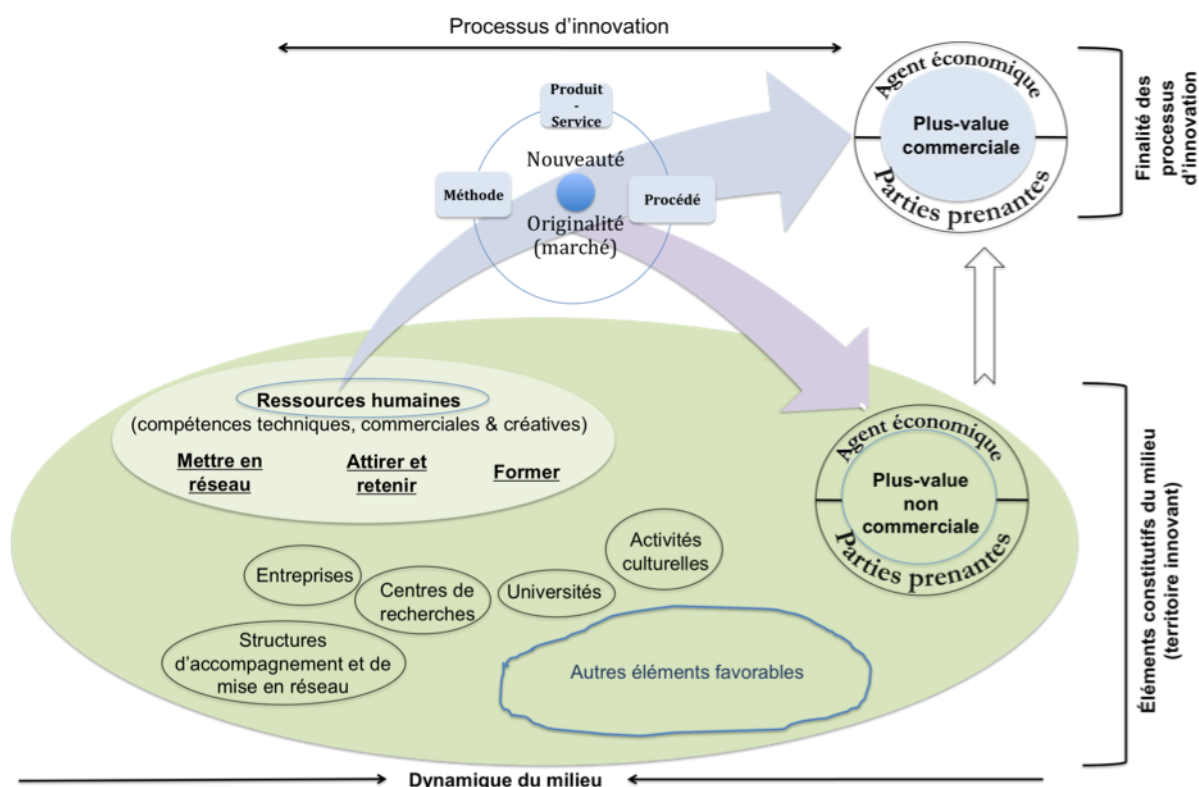 Processus d'innovation
Agent économique
Plus-value
commerciale
Parties prenantes
Finalité des
processus
d'innovation
Produit
-
Service
Nouveauté
Méthode
Procédé
Originalité
(marché)
Ressources humaines
(compétences techniques, commerciales & créatives)
Mettre en
réseau
Attirer et
retenir
Former
Agent économique
Plus-value
non
commerciale
Parties prenantes
Activités
culturelles
Entreprises
Centres de
recherches
Universités
Structures
d'accompagnement et de
mise en réseau
Autres éléments favorables
Éléments constitutifs du milieu
(territoire innovant)
Dynamique du milieu